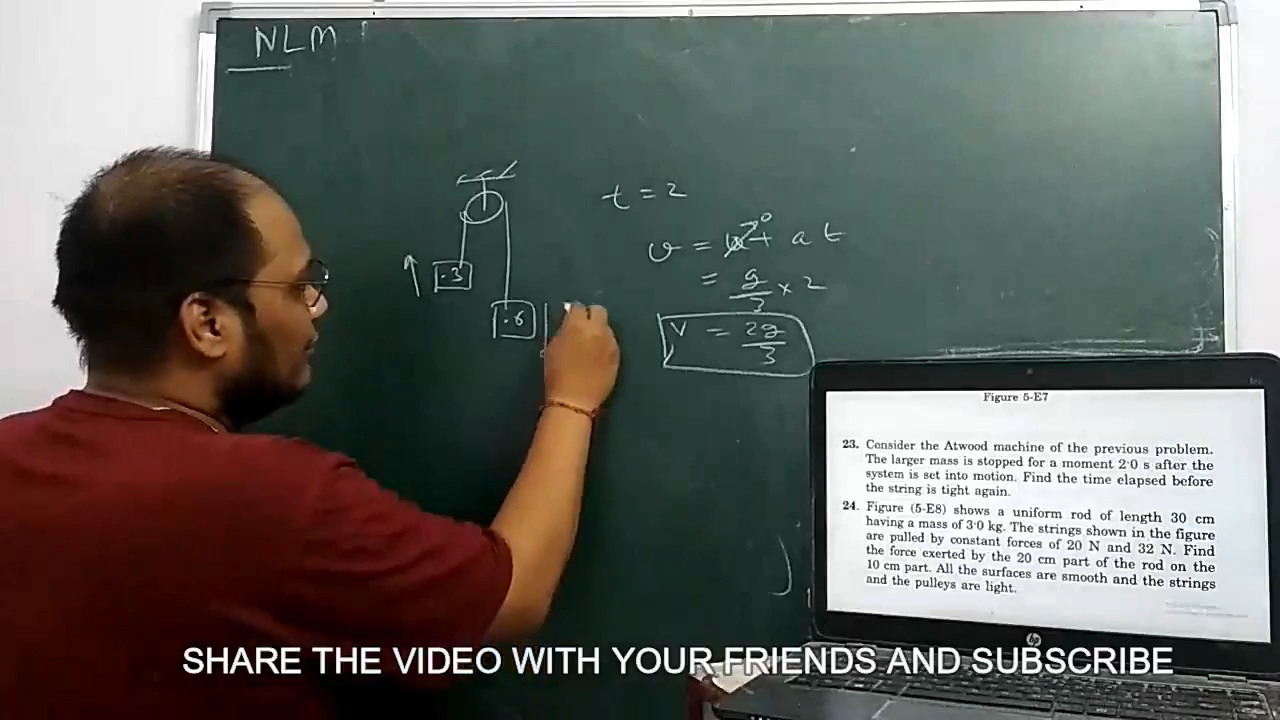 NLM
t = 2
v = u + at
0
= g/3 × 2
V = 2g/3
.3
.6
Figure 5-E7
23. Consider the Atwood machine of the previous problem.
The larger mass is stopped for a moment 2·0 s after the
system is set into motion. Find the time elapsed before
the string is tight again.
24. Figure (5-E8) shows a uniform rod of length 30 cm
having a mass of 3·0 kg. The strings shown in the figure
are pulled by constant forces of 20 N and 32 N. Find
the force exerted by the 20 cm part of the rod on the
10 cm part. All the surfaces are smooth and the strings
and the pulleys are light.
hp
SHARE THE VIDEO WITH YOUR FRIENDS AND SUBSCRIBE